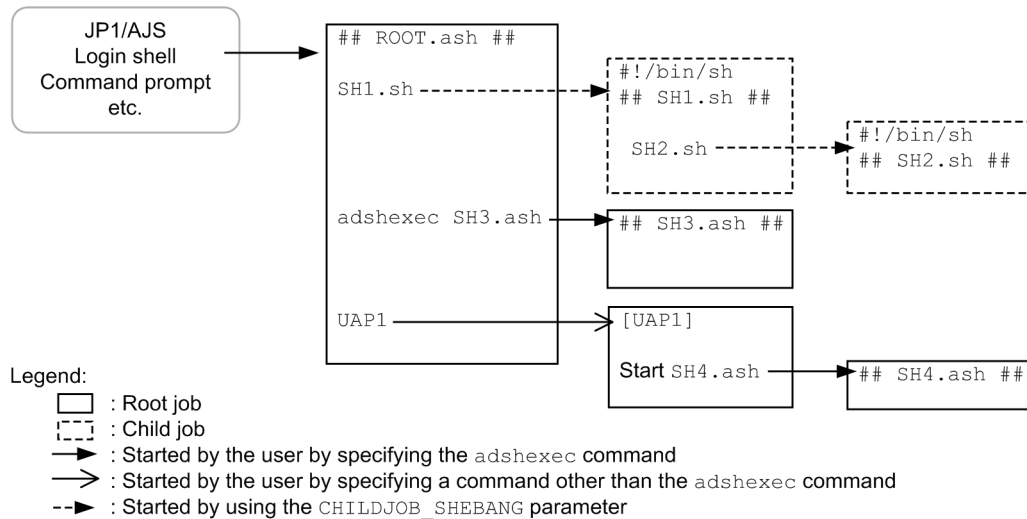 JP1/AJS
Login shell
Command prompt
etc.
## ROOT.ash ##
SH1.sh
#!/bin/sh
## SH1.sh ##
SH2.sh
#!/bin/sh
## SH2.sh ##
adshexec SH3.ash
## SH3.ash ##
UAP1
[UAP1]
Start SH4.ash
## SH4.ash ##
Legend:
: Root job
: Child job
: Started by the user by specifying the adshexec command
: Started by the user by specifying a command other than the adshexec command
: Started by using the CHILDJOB_SHEBANG parameter